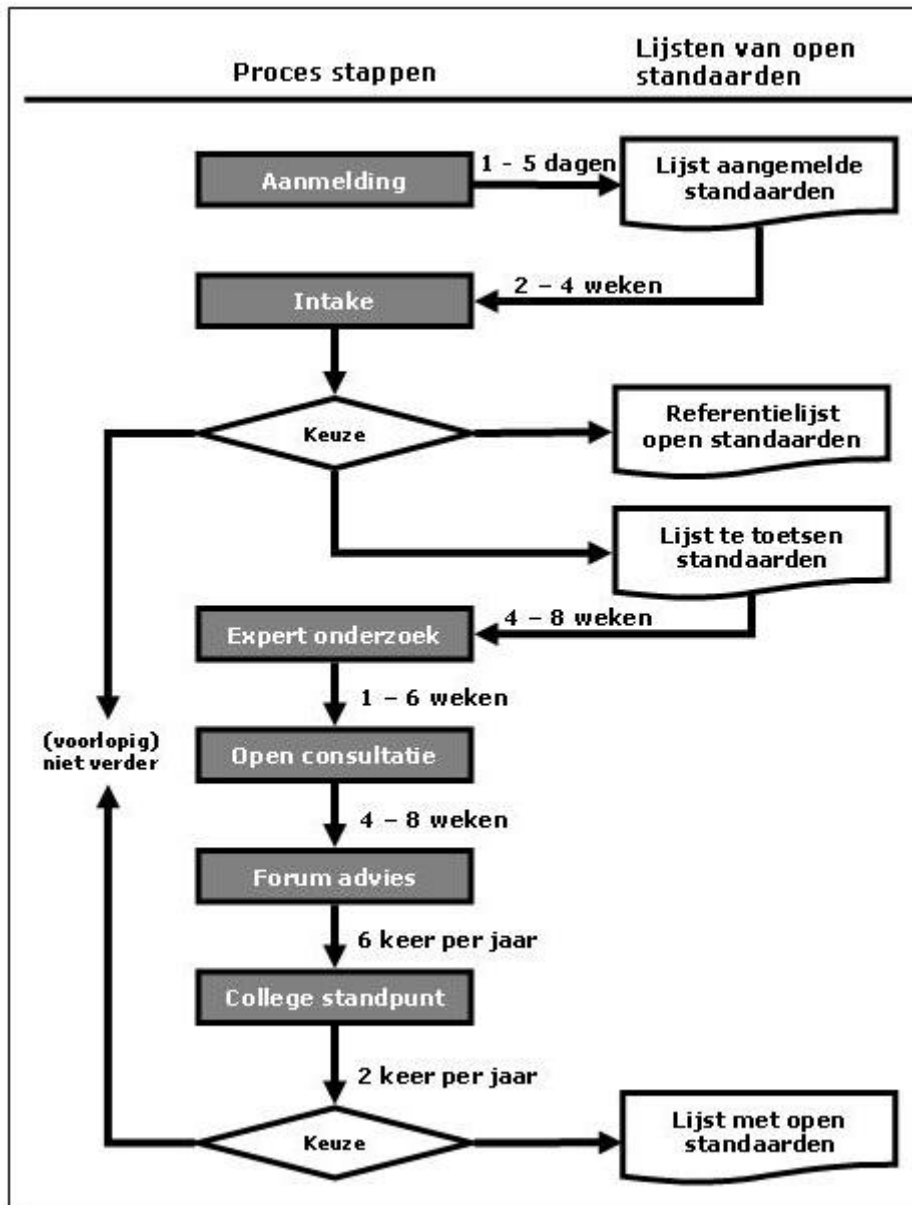 Proces stappen
Lijsten van open
standaarden
Aanmelding
1 - 5 dagen
Lijst aangemelde
standaarden
2 – 4 weken
Intake
Keuze
Referentielijst
open standaarden
Lijst te toetsen
standaarden
4 – 8 weken
Expert onderzoek
1 – 6 weken
(voorlopig)
niet verder
Open consultatie
4 – 8 weken
Forum advies
6 keer per jaar
College standpunt
2 keer per jaar
Keuze
Lijst met open
standaarden